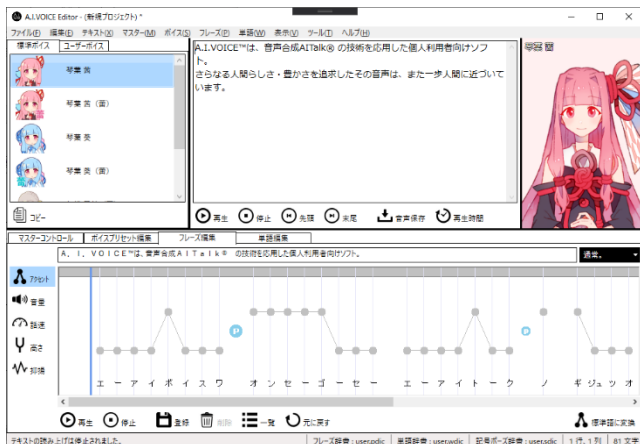 A.I.VOICE Editor - (新規プロジェクト) *
ファイル(F) 編集(E) テキスト(X) マスター(M) ボイス(S) フレーズ(P) 単語(W) 表示(V) ツール(T) ヘルプ(H)
標準ボイス ユーザーボイス
琴葉 茜
琴葉 茜（蕾）
琴葉 葵
琴葉 葵（蕾）
コピー
A.I.VOICE™は、音声合成AITalk® の技術を応用した個人利用者向けソフ
ト。
さらなる人間らしさ・豊かさを追求したその音声は、また一歩人間に近づいて
います。
再生 停止 先頭 末尾 音声保存 再生時間
琴葉 茜
マスターコントロール ボイスプリセット編集 フレーズ編集 単語編集
Ａ．Ｉ．ＶＯＩＣＥ™は、音声合成ＡＩＴａｌｋ® の技術を応用した個人利用者向けソフト。 通常。
アクセント
音量
話速
高さ
抑揚
P P
エ ー ア イ ボ イ ス ワ オ ン セ ー ゴ ー セ ー エ ー ア イ ト ー ク ノ ギ ジュ ツ オ
再生 停止 登録 削除 一覧 元に戻す 標準語に変換
テキストの読み上げは停止されました。 フレーズ辞書 : user.pdic 単語辞書 : user.wdic 記号ポーズ辞書 : user.sdic 1 行, 1 列 81 文字